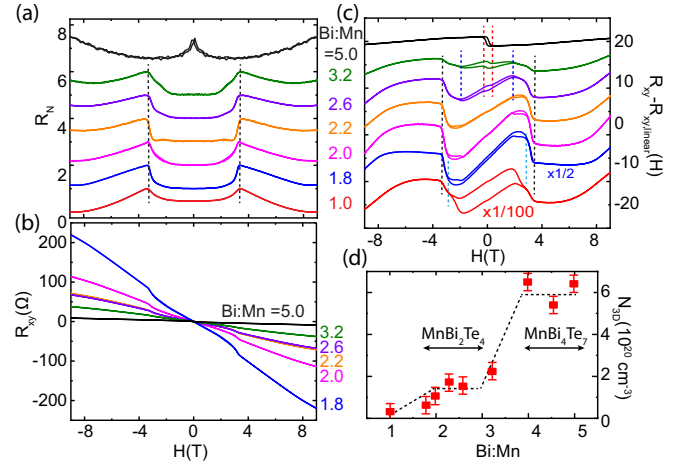 (a)
Bi:Mn
=5.0
3.2
2.6
2.2
2.0
1.8
1.0
R_N
8
6
4
2
0
(b)
200
100
0
-100
-200
R_xy(Ω)
Bi:Mn=5.0
3.2
2.6
2.2
2.0
1.8
-8 -4 0 4 8
H(T)
(c)
20
10
0
-10
-20
R_xy-R_xy/linear(H)
x1/2
x1/100
-8 -4 0 4 8
H(T)
(d)
MnBi2Te4
MnBi4Te7
6
4
2
0
N_3D(10^20 cm^-3)
1 2 3 4 5
Bi:Mn